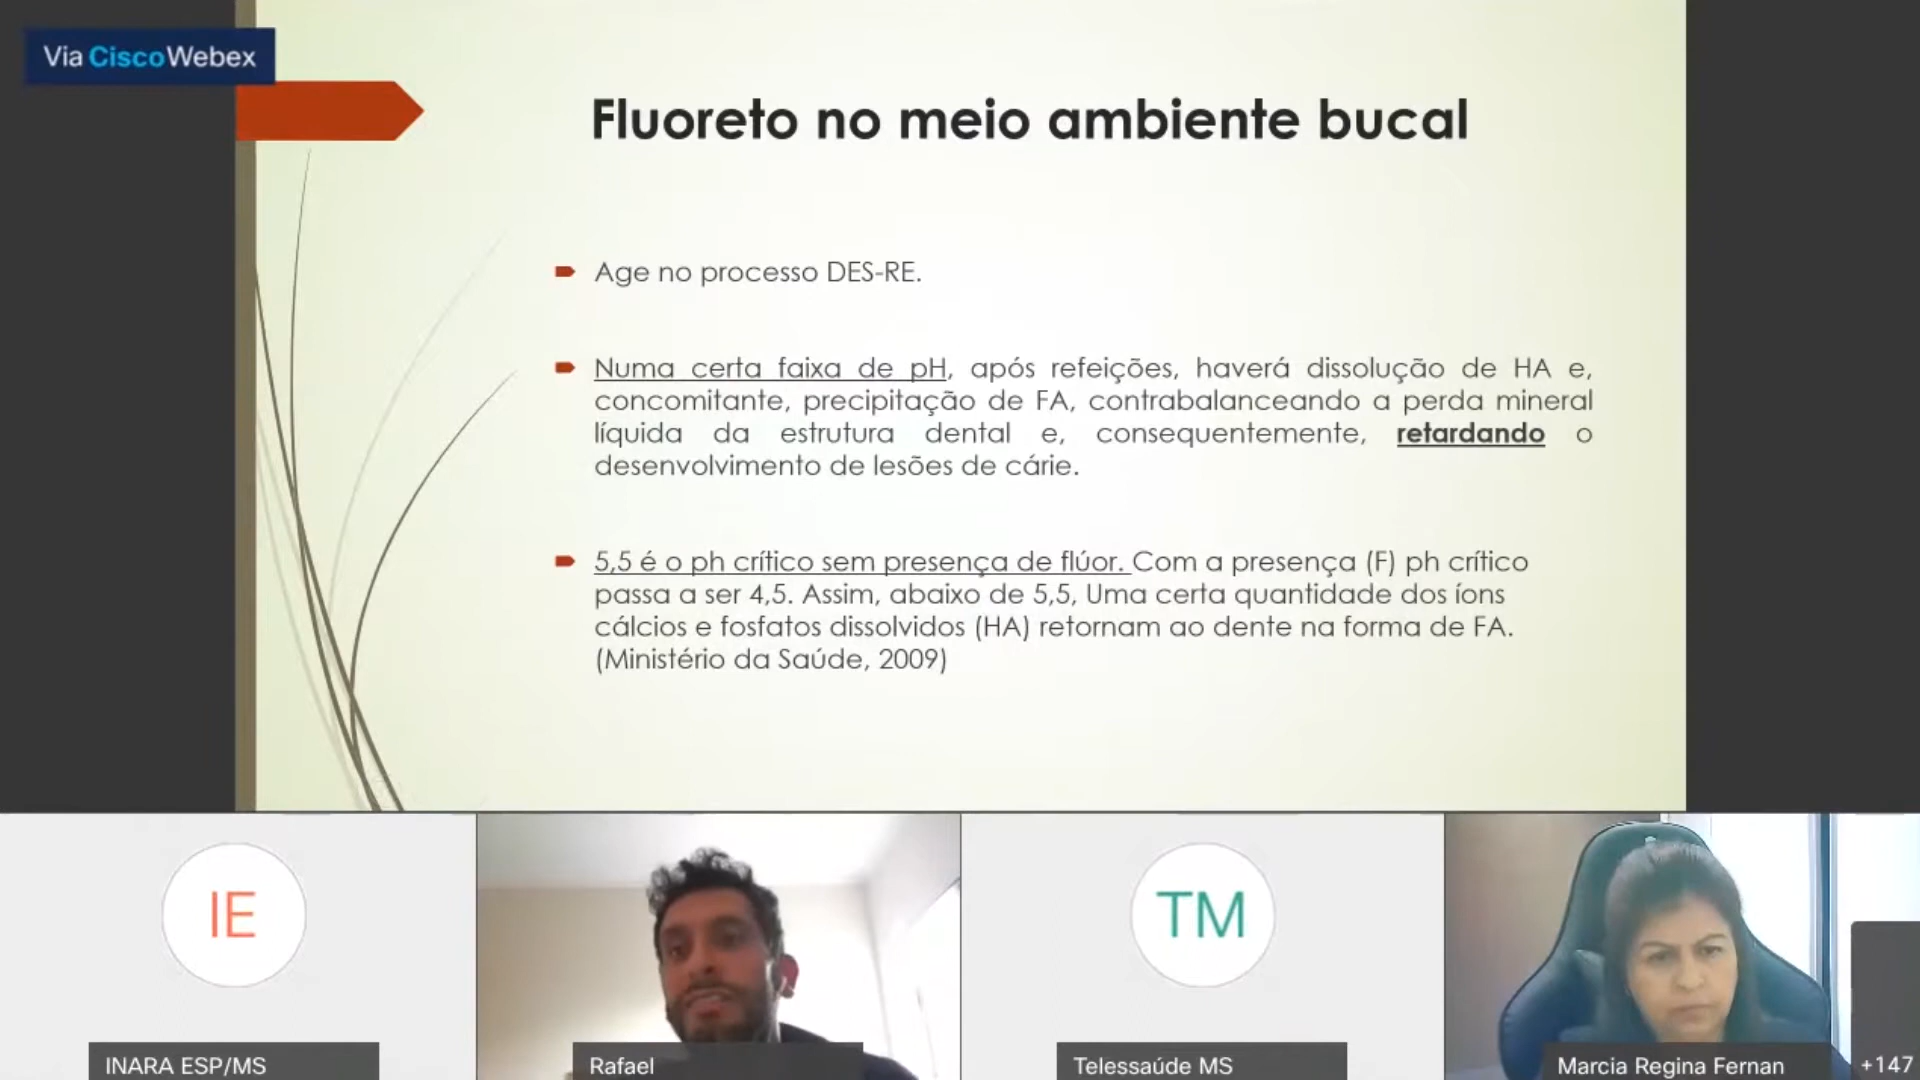 Via CiscoWebex
Fluoreto no meio ambiente bucal
Age no processo DES-RE.
Numa certa faixa de pH, após refeições, haverá dissolução de HA e,
concomitante, precipitação de FA, contrabalanceando a perda mineral
líquida da estrutura dental e, consequentemente, retardando o
desenvolvimento de lesões de cárie.
5,5 é o ph crítico sem presença de flúor. Com a presença (F) ph crítico
passa a ser 4,5. Assim, abaixo de 5,5, Uma certa quantidade dos íons
cálcios e fosfatos dissolvidos (HA) retornam ao dente na forma de FA.
(Ministério da Saúde, 2009)
IE
TM
INARA ESP/MS
Rafael
Telessaúde MS
Marcia Regina Fernan
+147